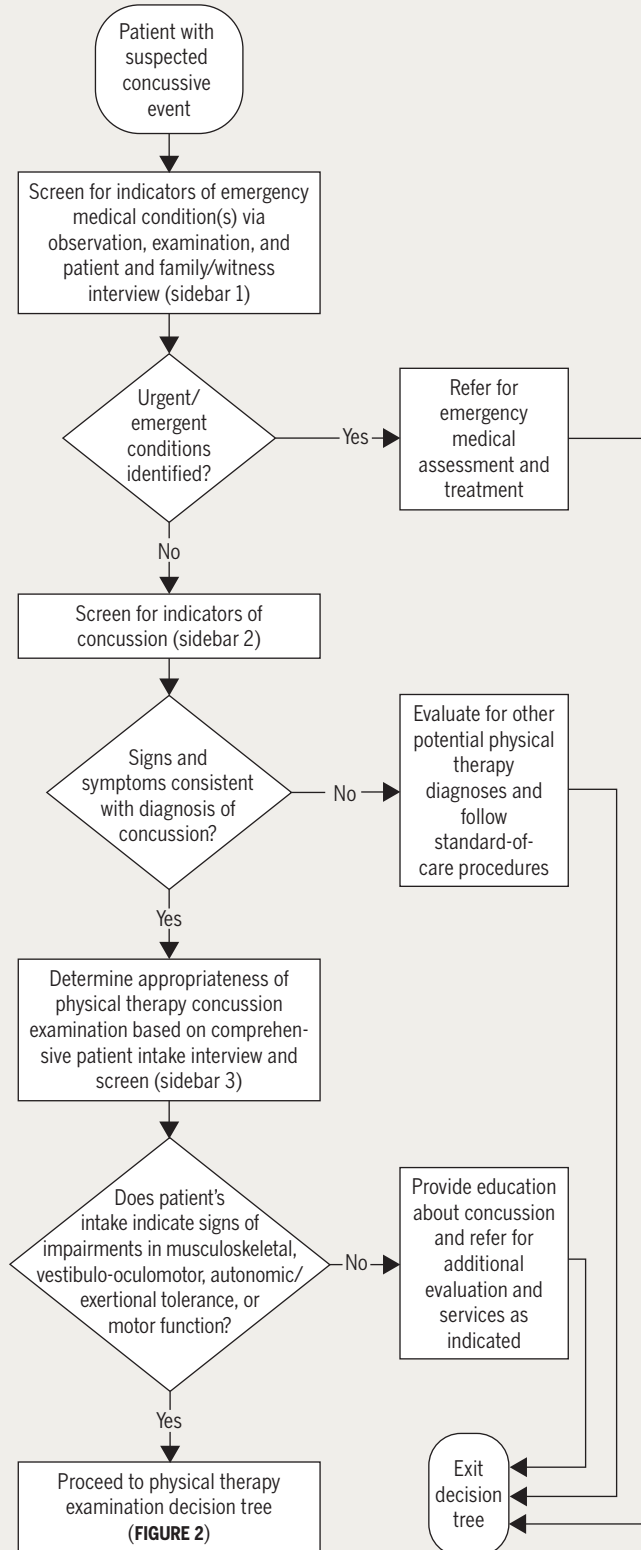 Patient with
suspected
concussive
event
Screen for indicators of emergency
medical condition(s) via
observation, examination, and
patient and family/witness
interview (sidebar 1)
Urgent/
emergent
conditions
identified?
Yes
Refer for
emergency
medical
assessment and
treatment
No
Screen for indicators of
concussion (sidebar 2)
Signs and
symptoms consistent
with diagnosis of
concussion?
No
Evaluate for other
potential physical
therapy
diagnoses and
follow
standard-of-
care procedures
Yes
Determine appropriateness of
physical therapy concussion
examination based on comprehen-
sive patient intake interview and
screen (sidebar 3)
Does patient's
intake indicate signs of
impairments in musculoskeletal,
vestibulo-oculomotor, autonomic/
exertional tolerance, or
motor function?
No
Provide education
about concussion
and refer for
additional
evaluation and
services as
indicated
Yes
Proceed to physical therapy
examination decision tree
(FIGURE 2)
Exit
decision
tree